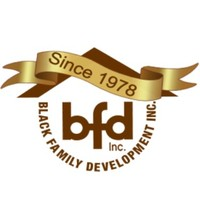 Since 1978
bfd
Inc.
BLACK FAMILY DEVELOPMENT INC.